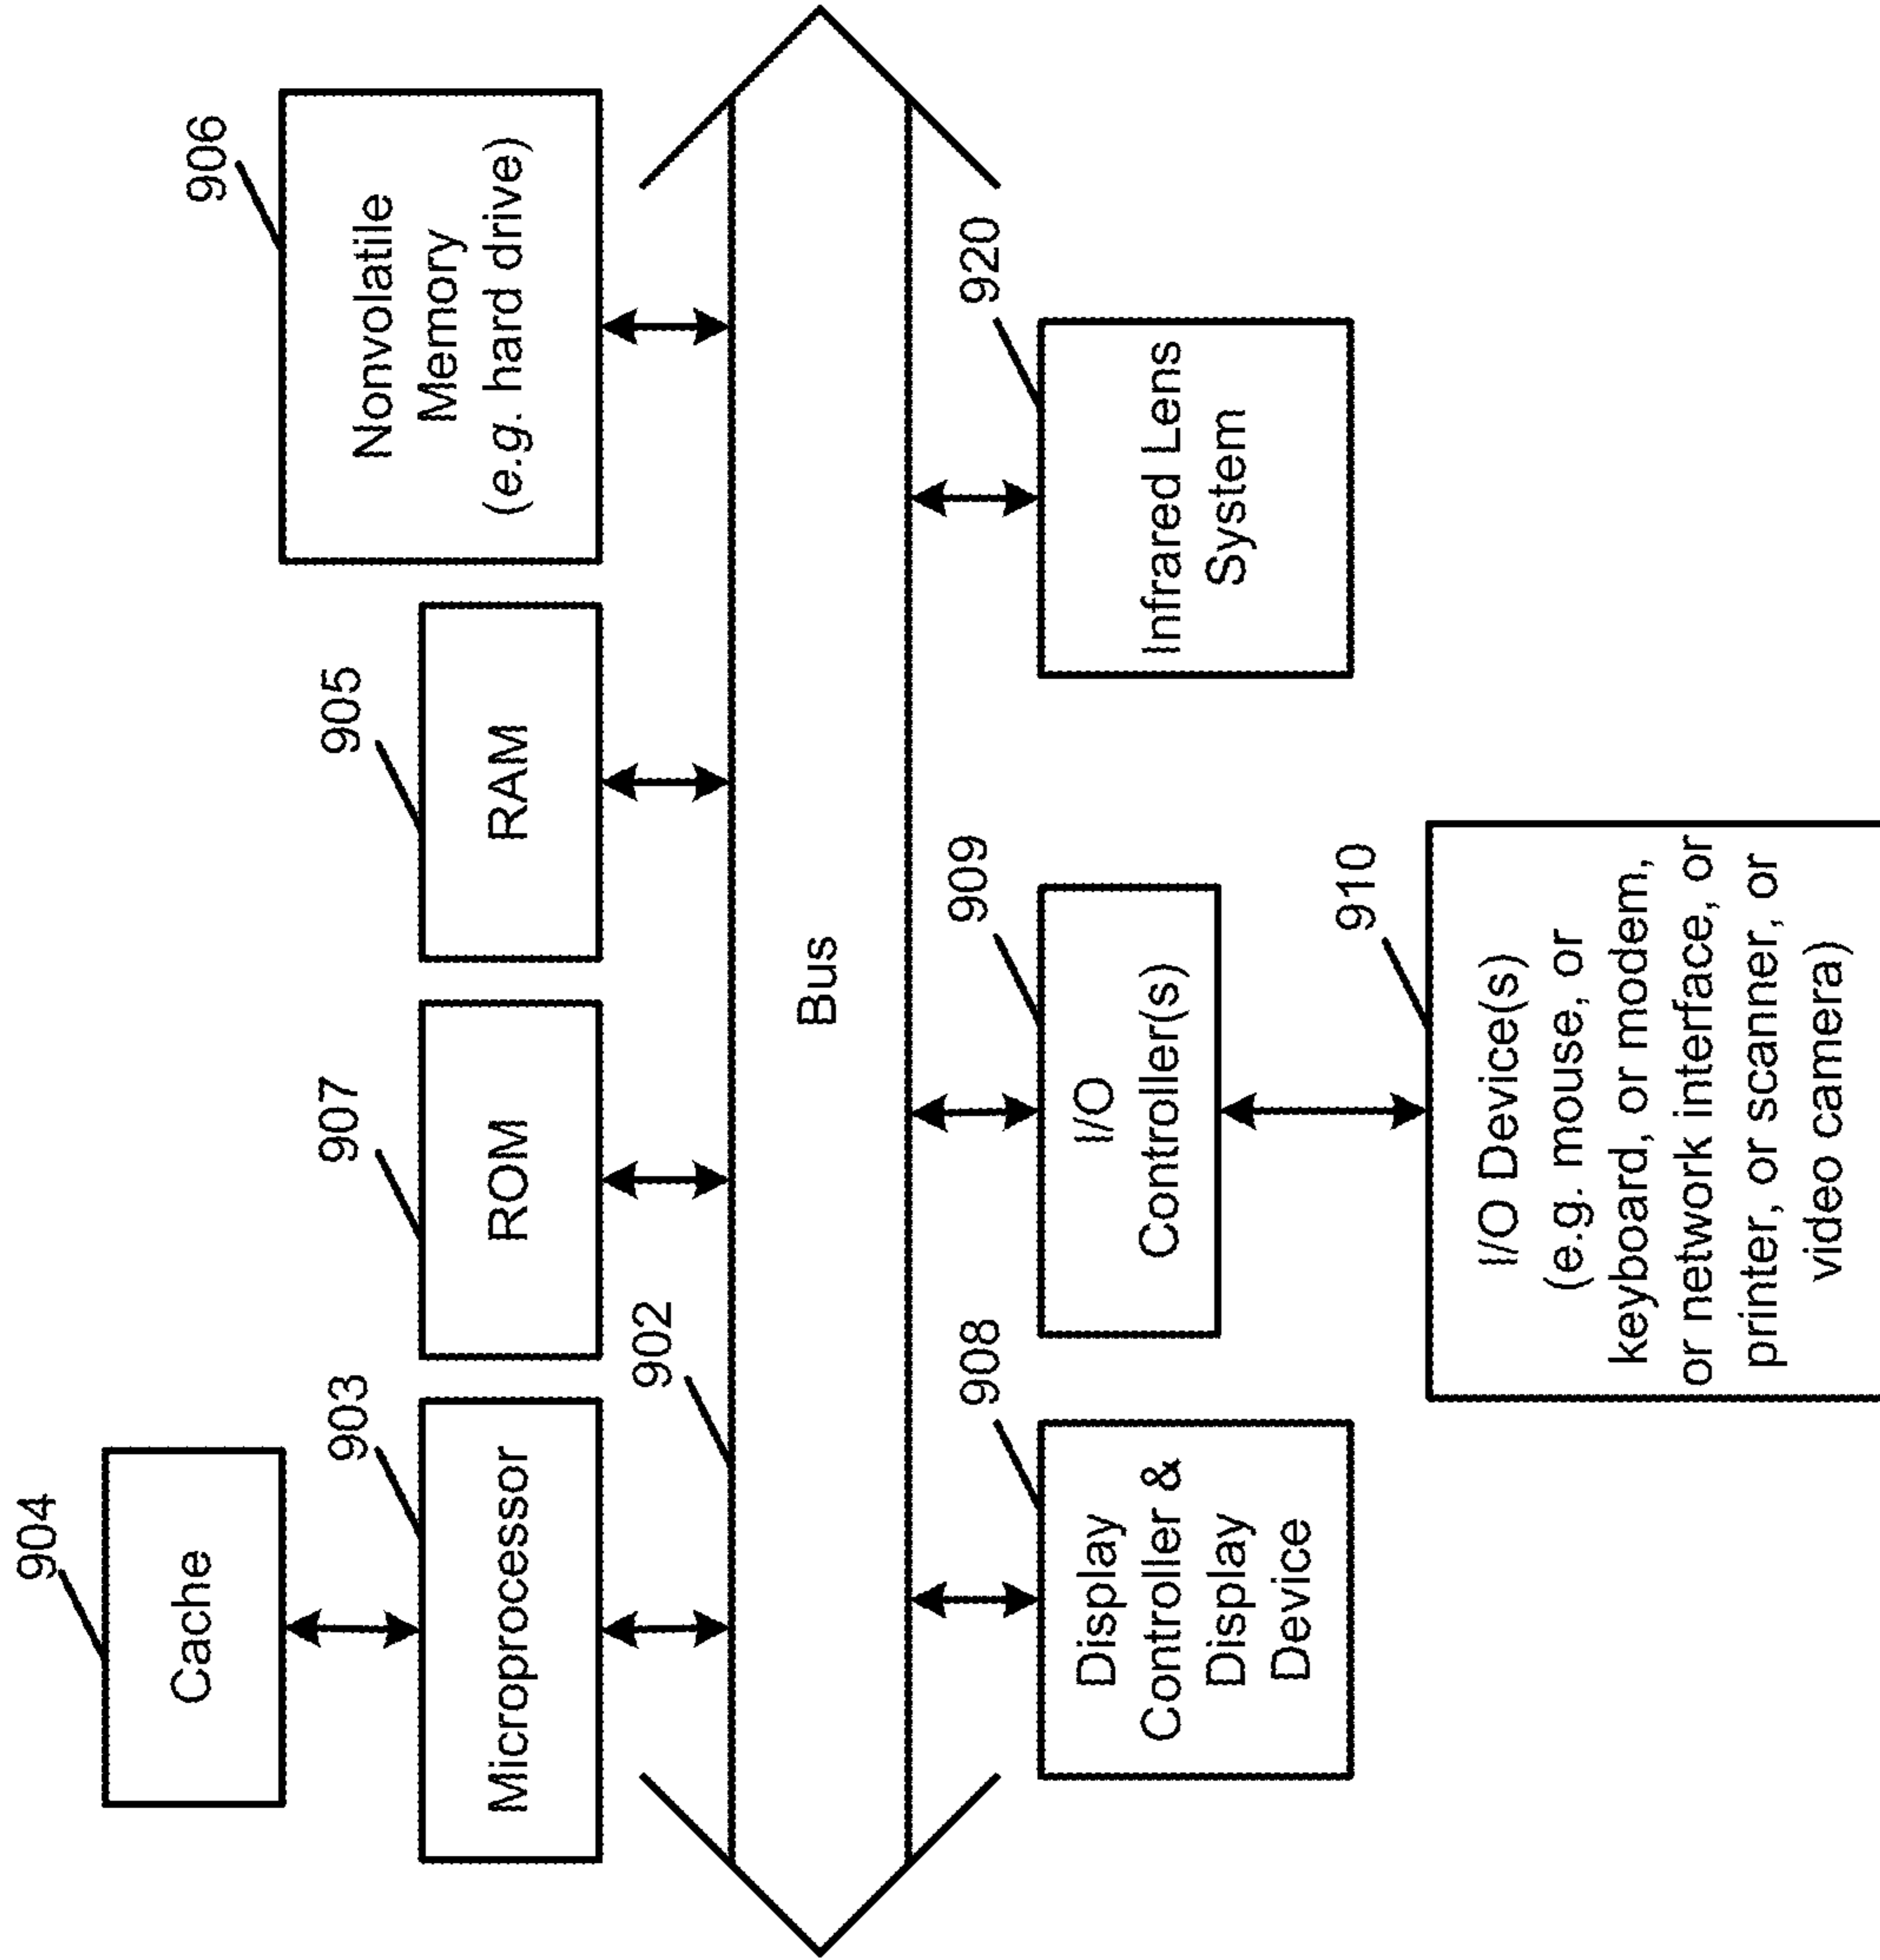 904
Cache
903
Microprocessor
907
ROM
905
RAM
906
Nonvolatile
Memory
(e.g. hard drive)
902
Bus
908
Display
Controller &
Display
Device
909
I/O
Controller(s)
920
Infrared Lens
System
910
I/O Device(s)
(e.g. mouse, or
keyboard, or modem,
or network interface, or
printer, or scanner, or
video camera)